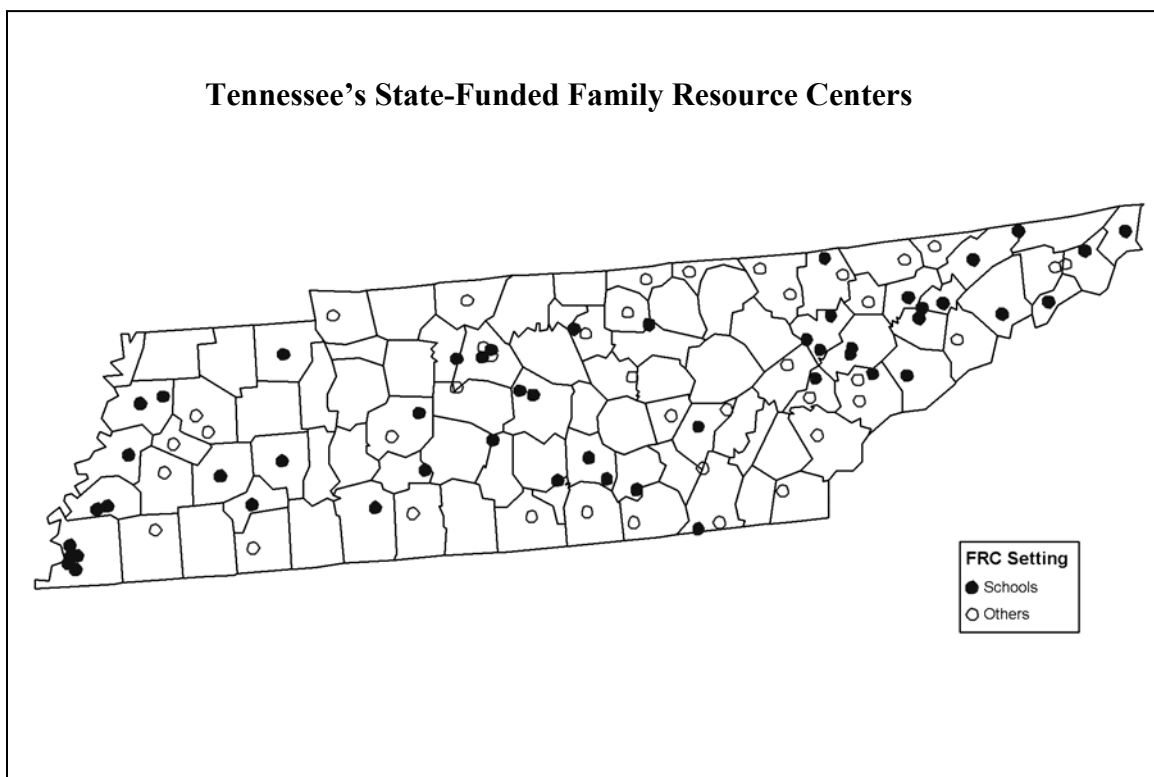 Tennessee’s State-Funded Family Resource Centers
FRC Setting
Schools
Others